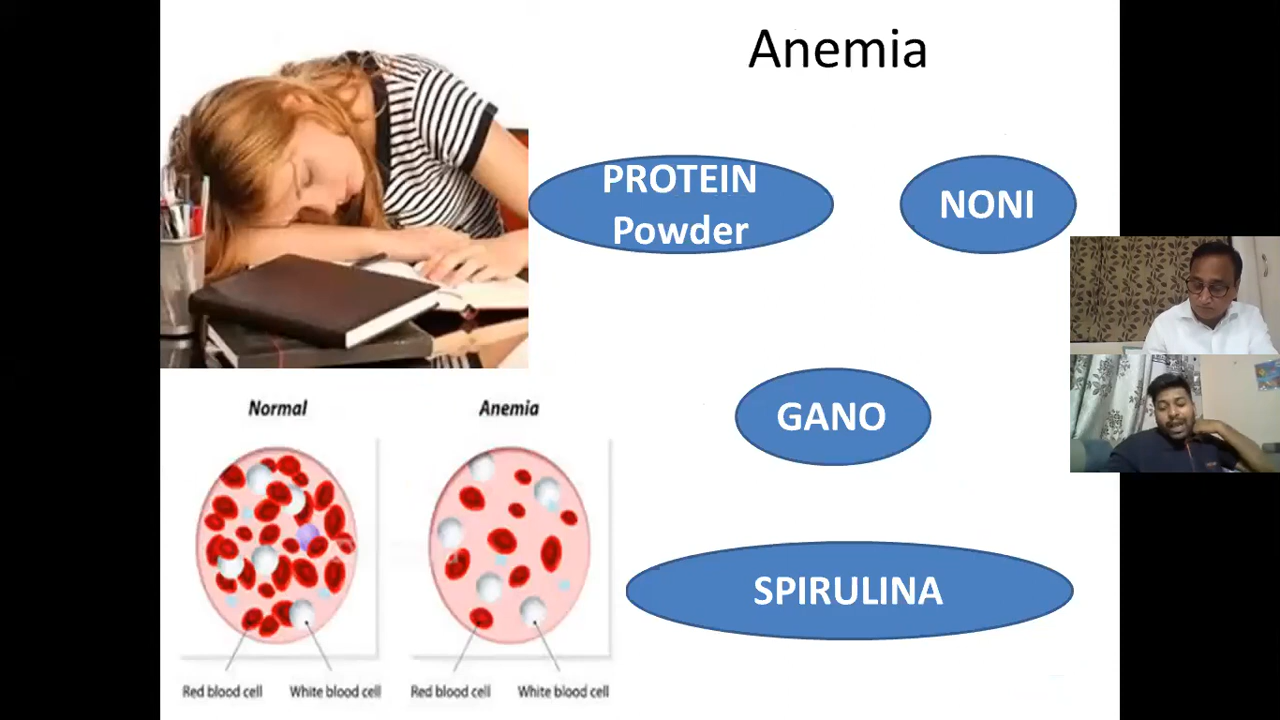 Anemia
PROTEIN
Powder
NONI
GANO
SPIRULINA
Normal
Anemia
Red blood cell
White blood cell
Red blood cell
White blood cell